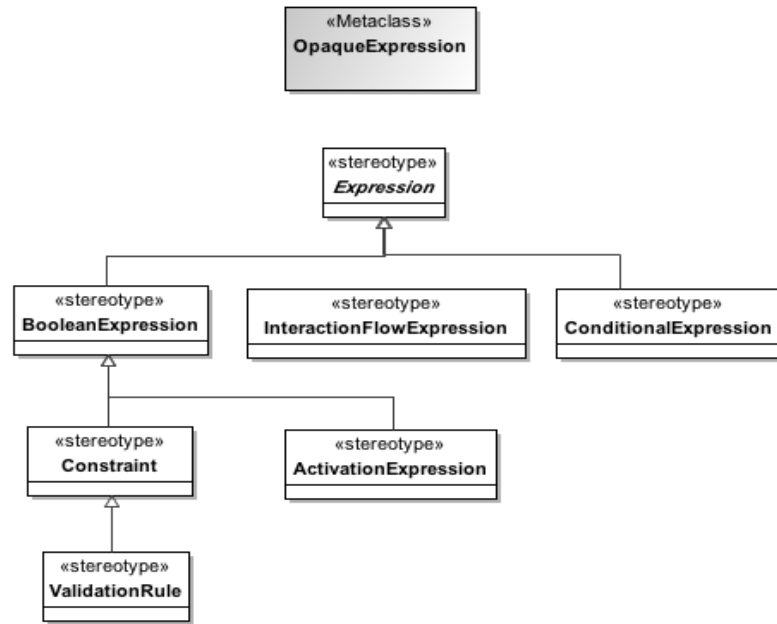 «Metaclass»
OpaqueExpression
«stereotype»
Expression
«stereotype»
BooleanExpression
«stereotype»
InteractionFlowExpression
«stereotype»
ConditionalExpression
«stereotype»
Constraint
«stereotype»
ActivationExpression
«stereotype»
ValidationRule